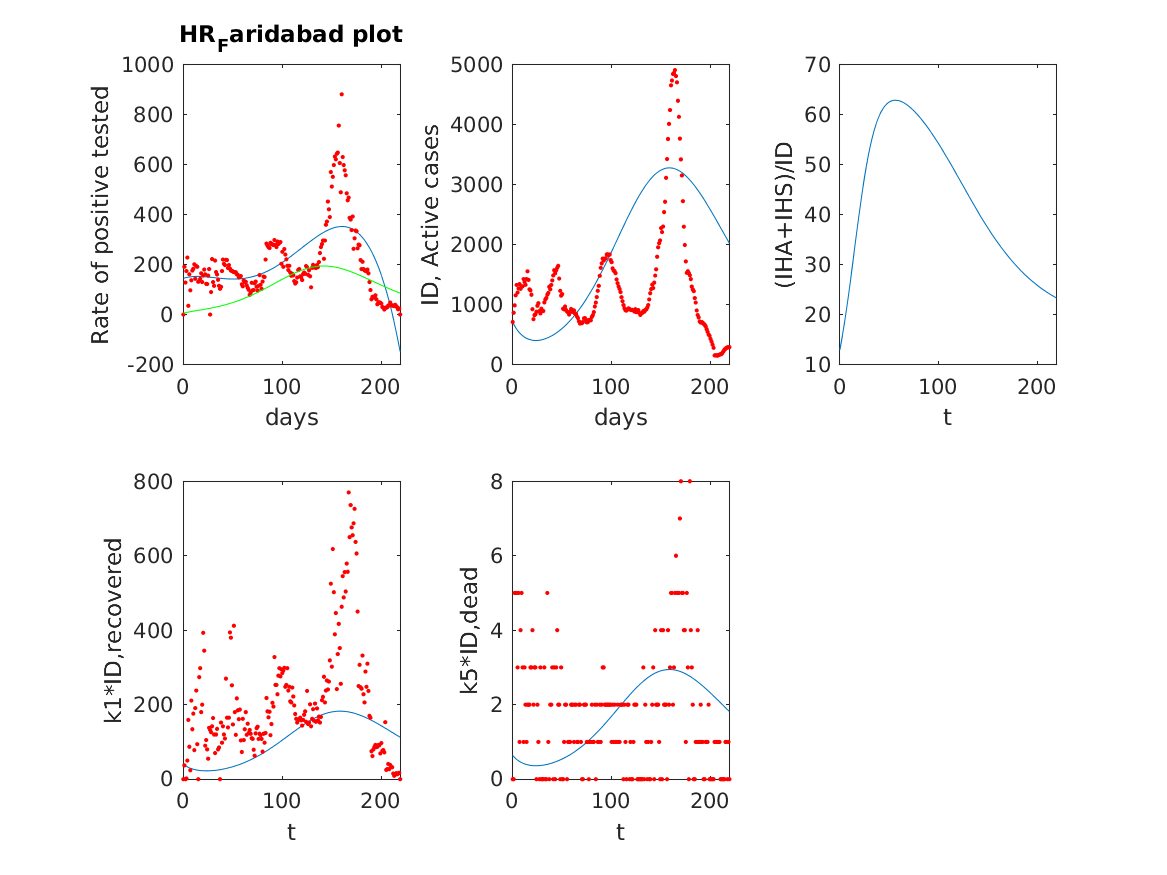 HR_Faridabad plot
1000
800
600
400
200
0
-200
Rate of positive tested
0 100 200
days
5000
4000
3000
2000
1000
0
ID, Active cases
0 100 200
days
70
60
50
40
30
20
10
(IHA+IHS)/ID
0 100 200
t
800
600
400
200
0
k1*ID,recovered
0 100 200
t
8
6
4
2
0
k5*ID,dead
0 100 200
t